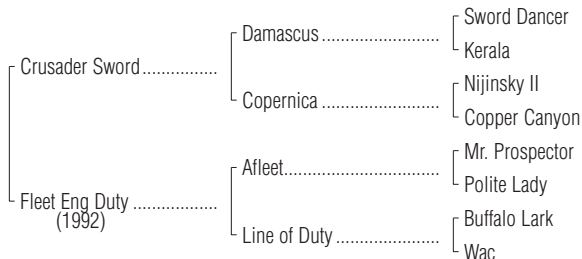 Sword Dancer
Damascus
Kerala
Crusader Sword
Nijinsky II
Copernica
Copper Canyon
Mr. Prospector
Afleet
Polite Lady
Fleet Eng Duty
(1992)
Buffalo Lark
Line of Duty
Wac